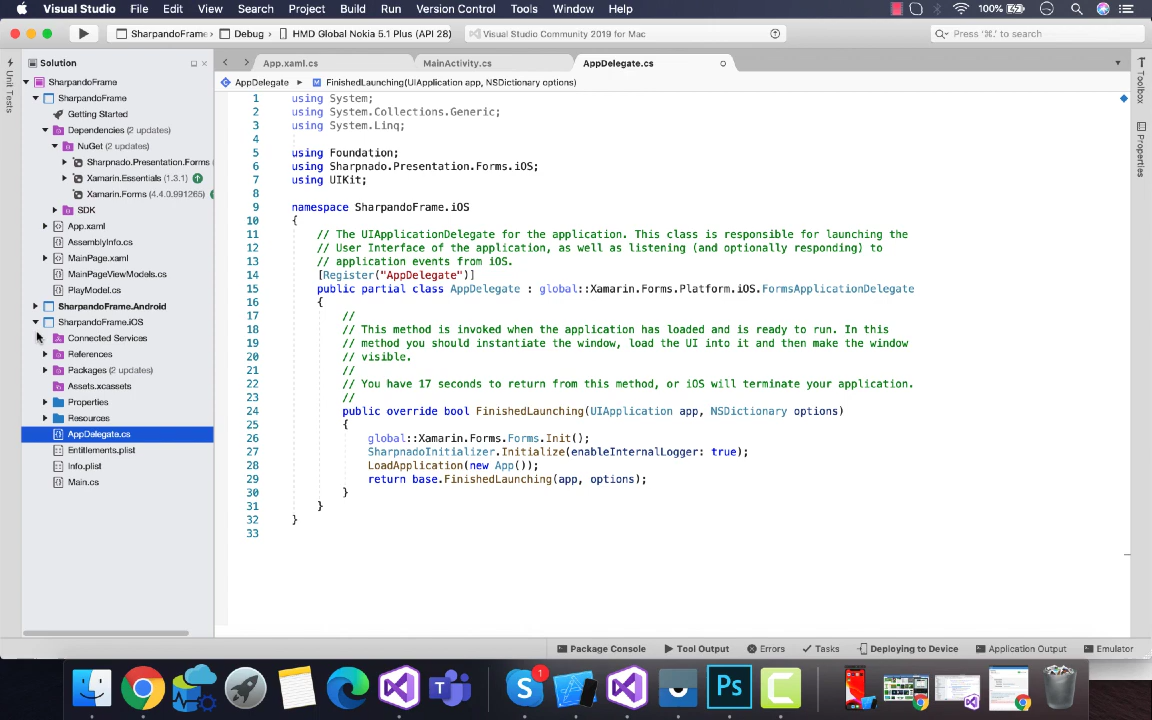 Visual Studio File Edit View Search Project Build Run Version Control Tools Window Help 100%
SharpandoFrame Debug HMD Global Nokia 5.1 Plus (API 28) Visual Studio Community 2019 for Mac Press '⌘.' to search
Unit Tests
Solution
SharpandoFrame
SharpandoFrame
Getting Started
Dependencies (2 updates)
NuGet (2 updates)
Sharpnado.Presentation.Forms
Xamarin.Essentials (1.3.1)
Xamarin.Forms (4.4.0.991265)
SDK
App.xaml
AssemblyInfo.cs
MainPage.xaml
MainPageViewModels.cs
PlayModel.cs
SharpandoFrame.Android
SharpandoFrame.iOS
Connected Services
References
Packages (2 updates)
Assets.xcassets
Properties
Resources
AppDelegate.cs
Entitlements.plist
Info.plist
Main.cs
App.xaml.cs MainActivity.cs AppDelegate.cs
AppDelegate FinishedLaunching(UIApplication app, NSDictionary options)
1 using System;
2 using System.Collections.Generic;
3 using System.Linq;
4
5 using Foundation;
6 using Sharpnado.Presentation.Forms.iOS;
7 using UIKit;
8
9 namespace SharpandoFrame.iOS
10 {
11 // The UIApplicationDelegate for the application. This class is responsible for launching the
12 // User Interface of the application, as well as listening (and optionally responding) to
13 // application events from iOS.
14 [Register("AppDelegate")]
15 public partial class AppDelegate : global::Xamarin.Forms.Platform.iOS.FormsApplicationDelegate
16 {
17 //
18 // This method is invoked when the application has loaded and is ready to run. In this
19 // method you should instantiate the window, load the UI into it and then make the window
20 // visible.
21 //
22 // You have 17 seconds to return from this method, or iOS will terminate your application.
23 //
24 public override bool FinishedLaunching(UIApplication app, NSDictionary options)
25 {
26 global::Xamarin.Forms.Forms.Init();
27 SharpnadoInitializer.Initialize(enableInternalLogger: true);
28 LoadApplication(new App());
29 return base.FinishedLaunching(app, options);
30 }
31 }
32 }
33
Toolbox
Properties
Package Console Tool Output Errors Tasks Deploying to Device Application Output Emulator
1
Ps